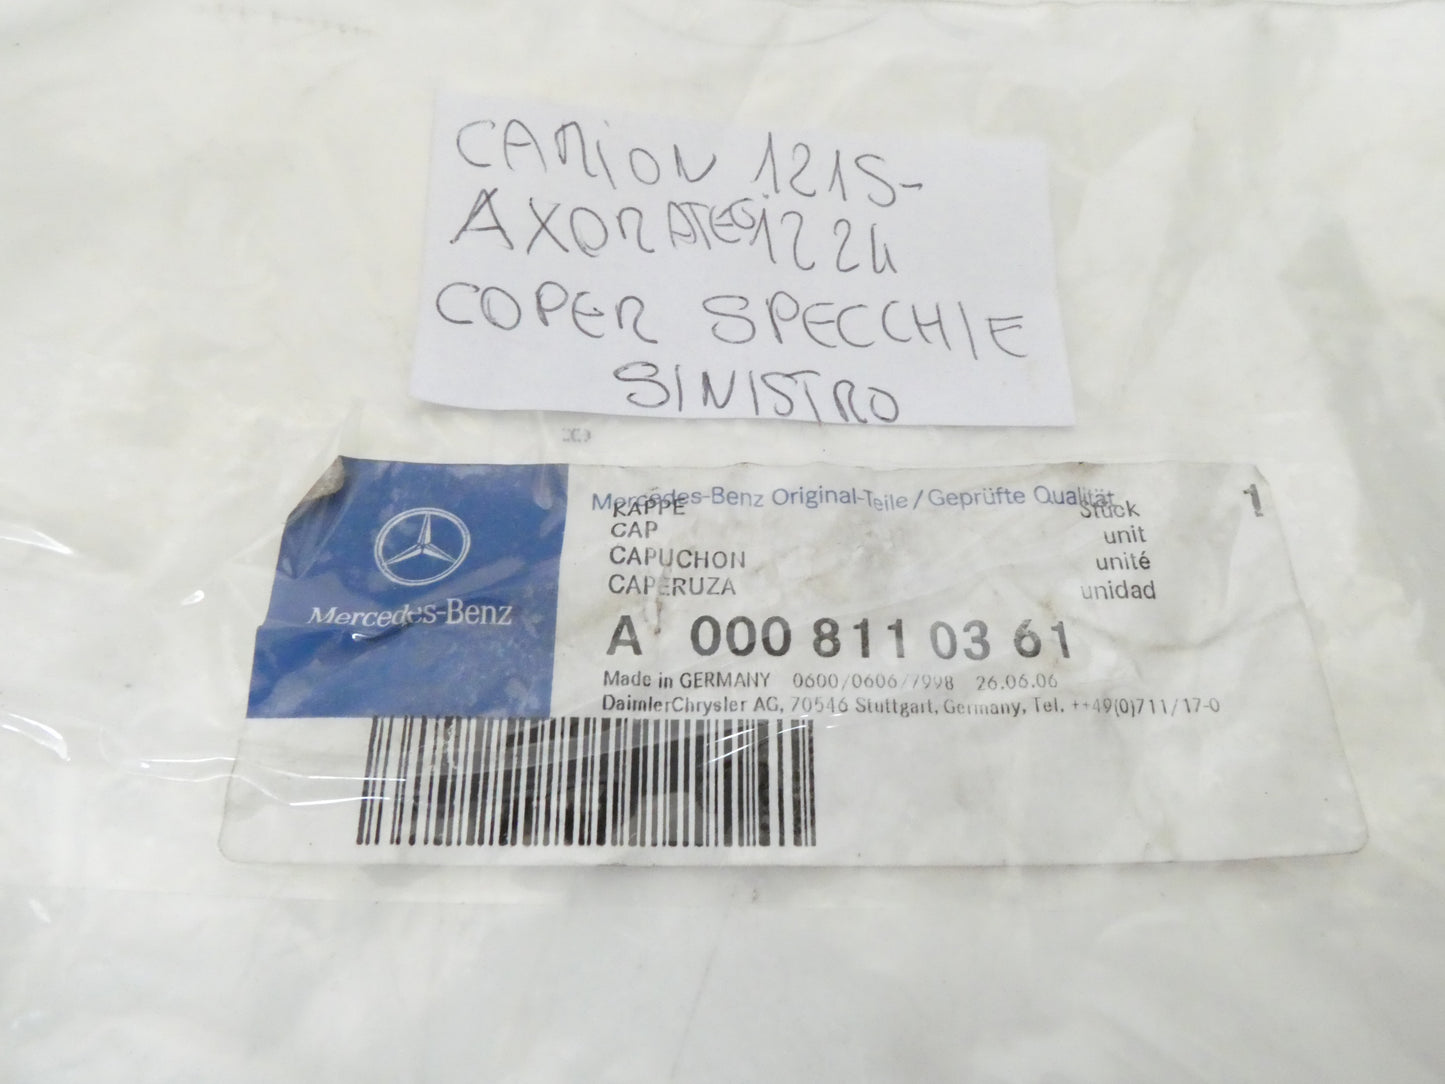 CAMION 1215-
AXOR ATEGI 1224
COPER SPECCHIE
SINISTRO
Mercedes-Benz
Mercedes-Benz Original-Teile / Geprüfte Qualität
KAPPE Stück 1
CAP unit
CAPUCHON unité
CAPERUZA unidad
A 000 811 03 61
Made in GERMANY 0600/0606/7998 26.06.06
DaimlerChrysler AG, 70546 Stuttgart, Germany, Tel. ++49(0)711/17-0